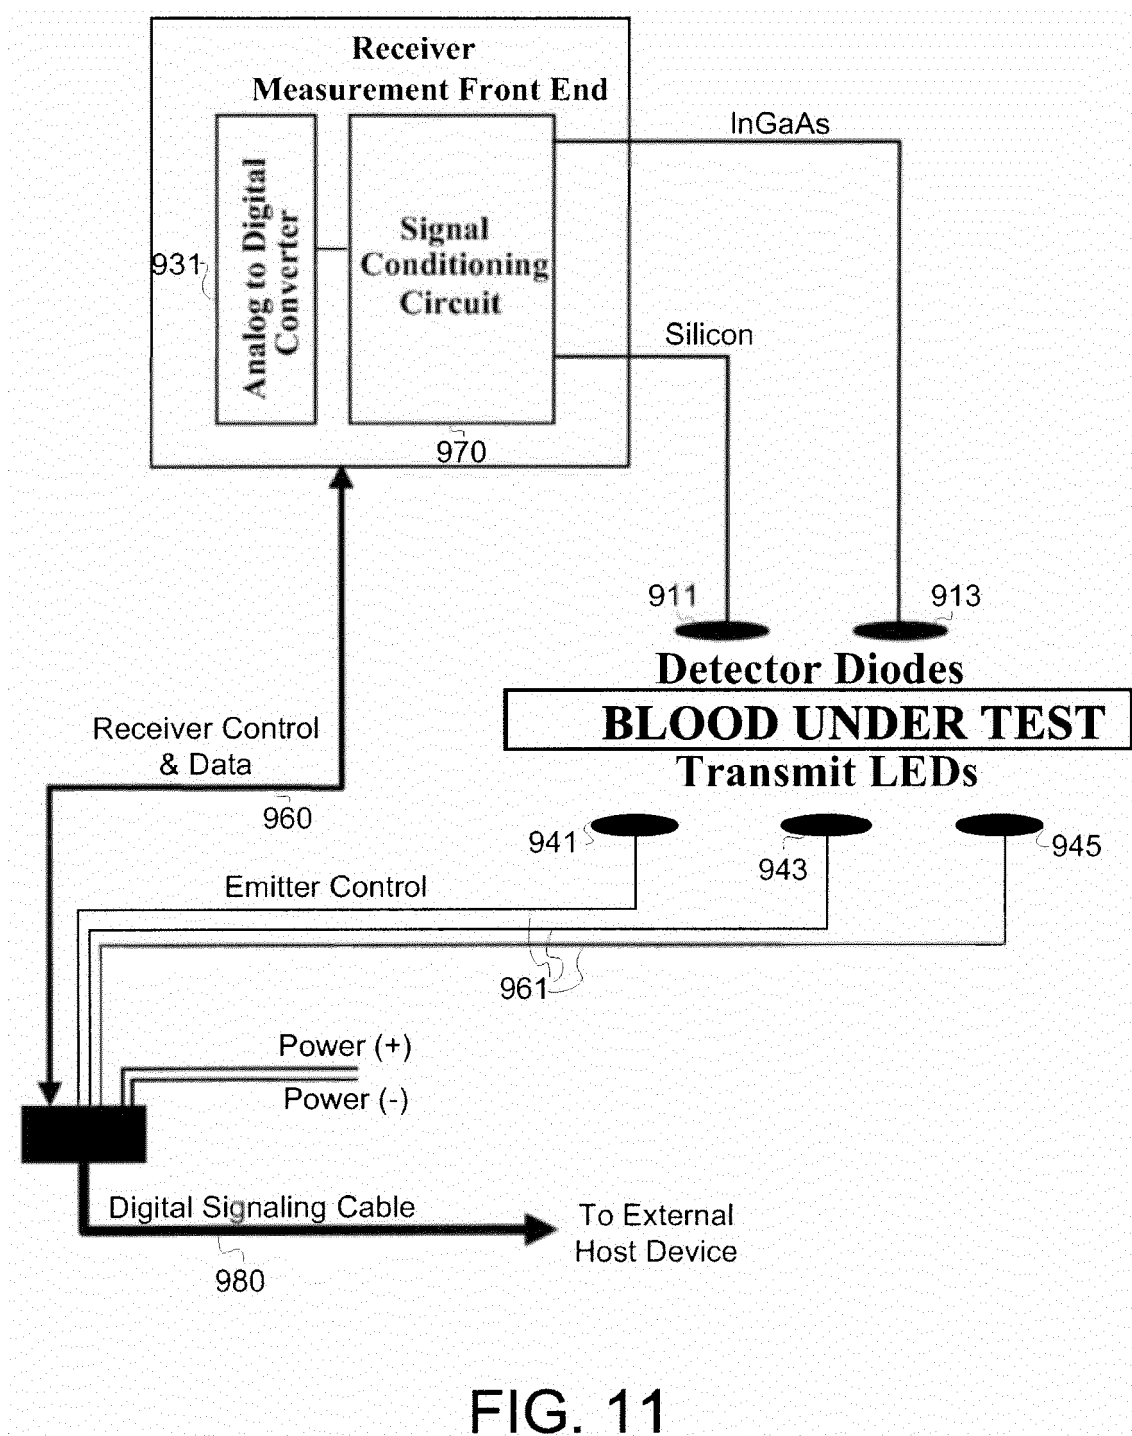 Receiver
Measurement Front End
InGaAs
Analog to Digital
Converter
Signal
Conditioning
Circuit
931
Silicon
970
911
913
Detector Diodes
BLOOD UNDER TEST
Transmit LEDs
Receiver Control
& Data
960
941
943
945
Emitter Control
961
Power (+)
Power (-)
Digital Signaling Cable
980
To External
Host Device
FIG. 11